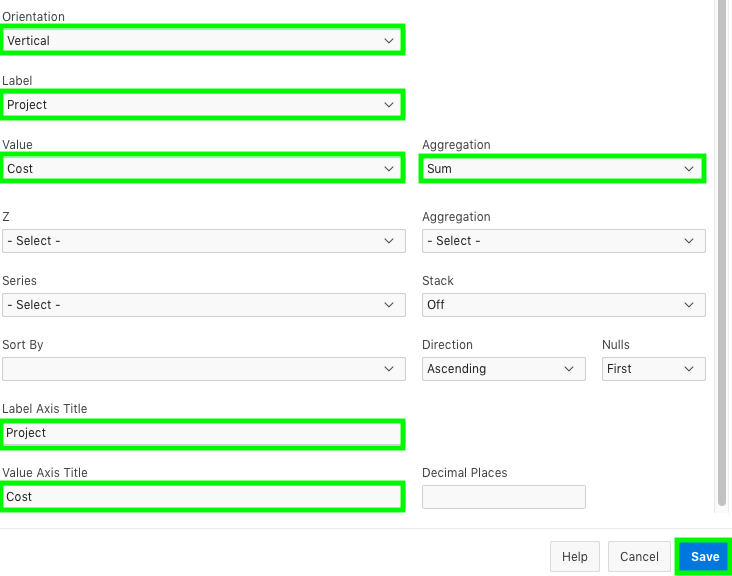 Orientation
Vertical
Label
Project
Value Aggregation
Cost Sum
Z Aggregation
- Select - - Select -
Series Stack
- Select - Off
Sort By Direction Nulls
Ascending First
Label Axis Title
Project
Value Axis Title Decimal Places
Cost
Help Cancel Save